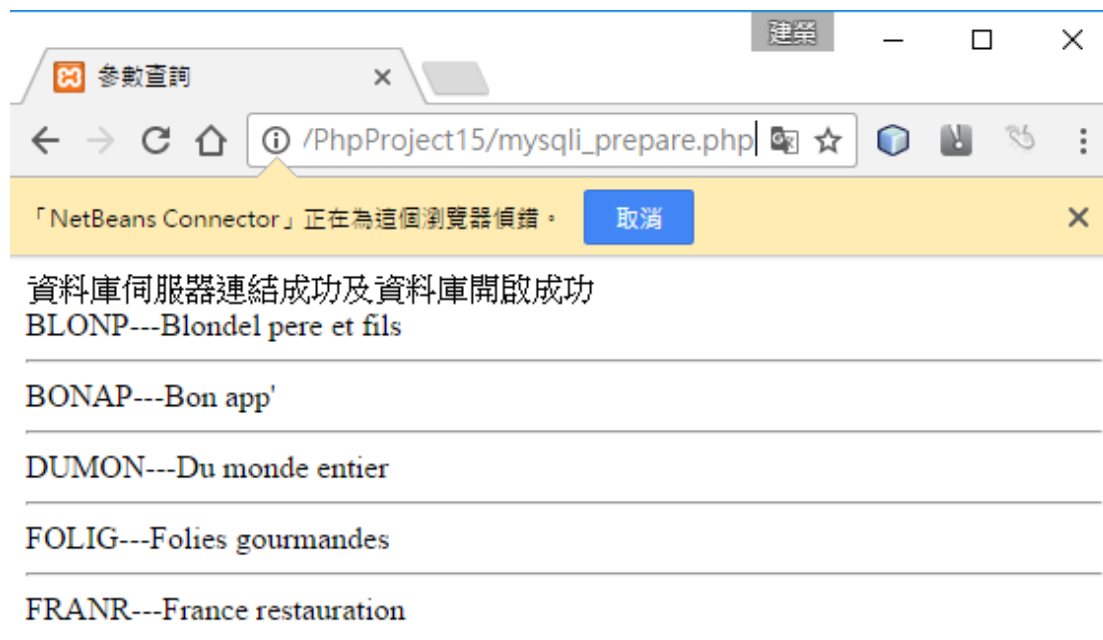 建榮
參數查詢
/PhpProject15/mysqli_prepare.php
「NetBeans Connector」正在為這個瀏覽器偵錯。 取消
資料庫伺服器連結成功及資料庫開啟成功
BLONP---Blondel pere et fils
BONAP---Bon app'
DUMON---Du monde entier
FOLIG---Folies gourmandes
FRANR---France restauration